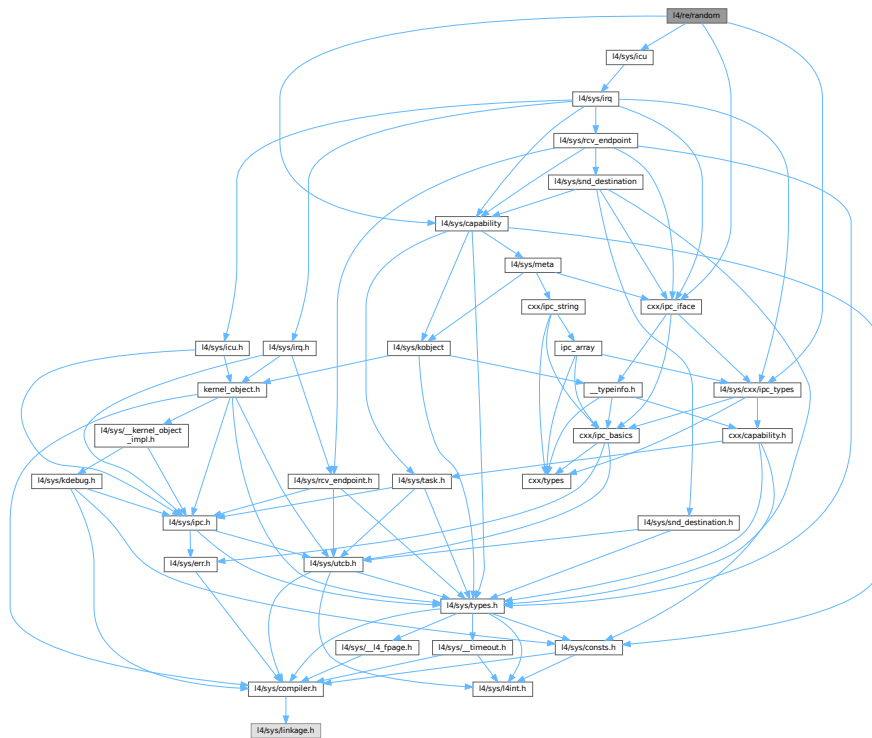 l4/re/random
l4/sys/icu
l4/sys/irq
l4/sys/rcv_endpoint
l4/sys/snd_destination
l4/sys/capability
l4/sys/meta
cxx/ipc_string
cxx/ipc_iface
l4/sys/icu.h
l4/sys/irq.h
l4/sys/kobject
ipc_array
kernel_object.h
__typeinfo.h
l4/sys/cxx/ipc_types
l4/sys/__kernel_object
_impl.h
cxx/ipc_basics
cxx/capability.h
l4/sys/kdebug.h
l4/sys/rcv_endpoint.h
l4/sys/task.h
cxx/types
l4/sys/ipc.h
l4/sys/snd_destination.h
l4/sys/err.h
l4/sys/utcb.h
l4/sys/types.h
l4/sys/__l4_fpage.h
l4/sys/__timeout.h
l4/sys/consts.h
l4/sys/compiler.h
l4/sys/l4int.h
l4/sys/linkage.h